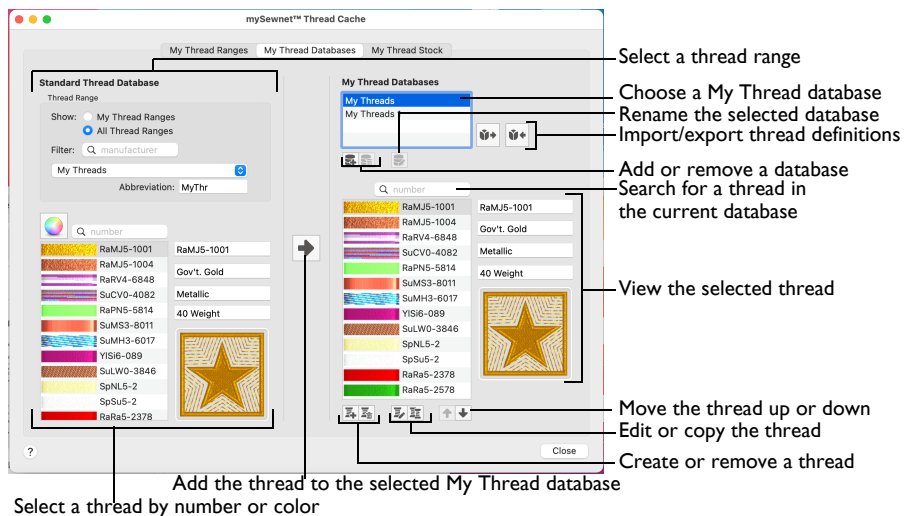 mySewnet™ Thread Cache
My Thread Ranges
My Thread Databases
My Thread Stock
Select a thread range
Standard Thread Database
Thread Range
Show:
My Thread Ranges
All Thread Ranges
Filter:
manufacturer
My Threads
Abbreviation:
MyThr
number
RaMJ5-1001
RaMJ5-1004
RaRV4-6848
SuCV0-4082
RaPN5-5814
SuMS3-8011
SuMH3-6017
YlSi6-089
SuLW0-3846
SpNL5-2
SpSu5-2
RaRa5-2378
RaMJ5-1001
Gov't. Gold
Metallic
40 Weight
My Thread Databases
My Threads
My Threads
Choose a My Thread database
Rename the selected database
Import/export thread definitions
Add or remove a database
Search for a thread in
the current database
number
RaMJ5-1001
RaMJ5-1004
RaRV4-6848
SuCV0-4082
RaPN5-5814
SuMS3-8011
SuMH3-6017
YlSi6-089
SuLW0-3846
SpNL5-2
SpSu5-2
RaRa5-2378
RaRa5-2578
RaMJ5-1001
Gov't. Gold
Metallic
40 Weight
View the selected thread
Move the thread up or down
Edit or copy the thread
Create or remove a thread
?
Close
Add the thread to the selected My Thread database
Select a thread by number or color